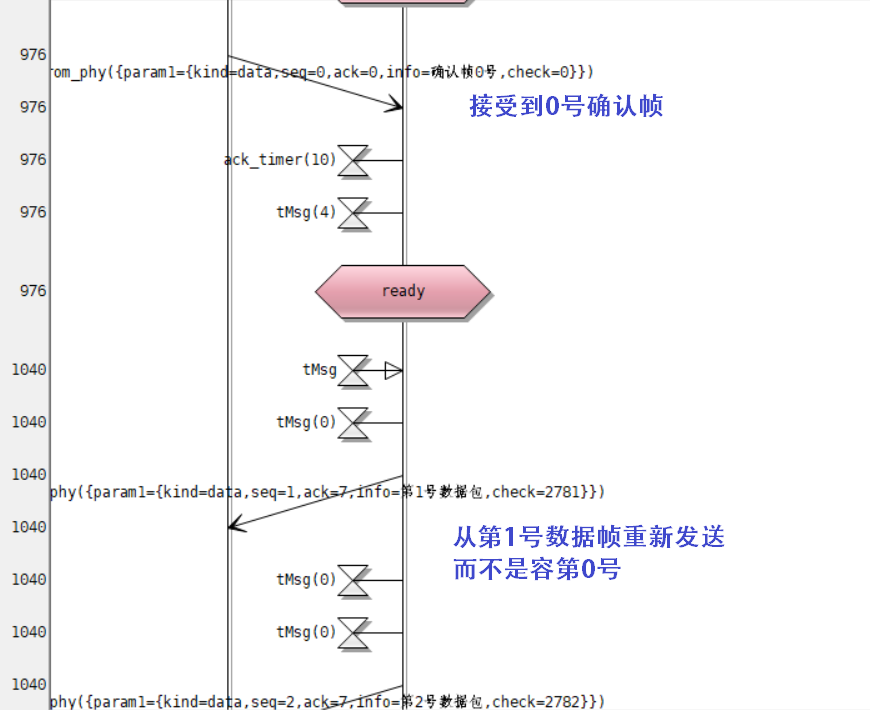 976
rom_phy({param1={kind=data,seq=0,ack=0,info=确认帧0号,check=0}})
976
接受到0号确认帧
976
ack_timer(10)
976
tMsg(4)
976
ready
1040
tMsg
1040
tMsg(0)
1040
phy({param1={kind=data,seq=1,ack=7,info=第1号数据包,check=2781}})
1040
从第1号数据帧重新发送
而不是容第0号
1040
tMsg(0)
1040
tMsg(0)
1040
phy({param1={kind=data,seq=2,ack=7,info=第2号数据包,check=2782}})